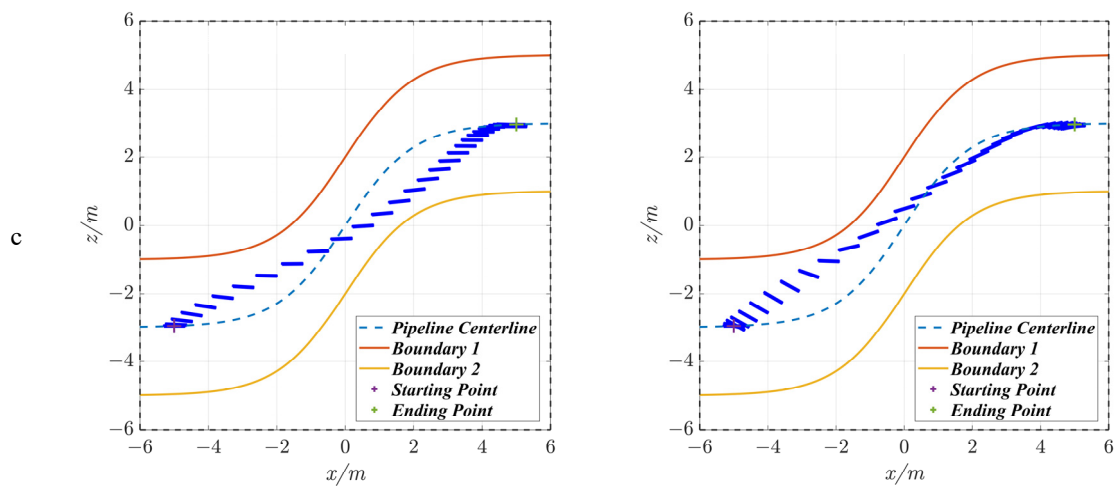 c
6
4
2
0
−2
−4
−6
z/m
−6 −4 −2 0 2 4 6
x/m
Pipeline Centerline
Boundary 1
Boundary 2
Starting Point
Ending Point
6
4
2
0
−2
−4
−6
z/m
−6 −4 −2 0 2 4 6
x/m
Pipeline Centerline
Boundary 1
Boundary 2
Starting Point
Ending Point